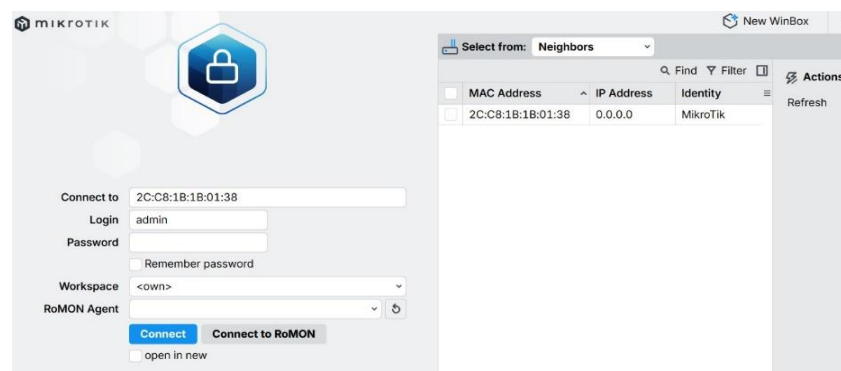 MIKROTIK
New WinBox
Select from: Neighbors
Find Filter
Actions
MAC Address IP Address Identity
Refresh
2C:C8:1B:1B:01:38 0.0.0.0 MikroTik
Connect to 2C:C8:1B:1B:01:38
Login admin
Password
Remember password
Workspace <own>
RoMON Agent
Connect Connect to RoMON
open in new